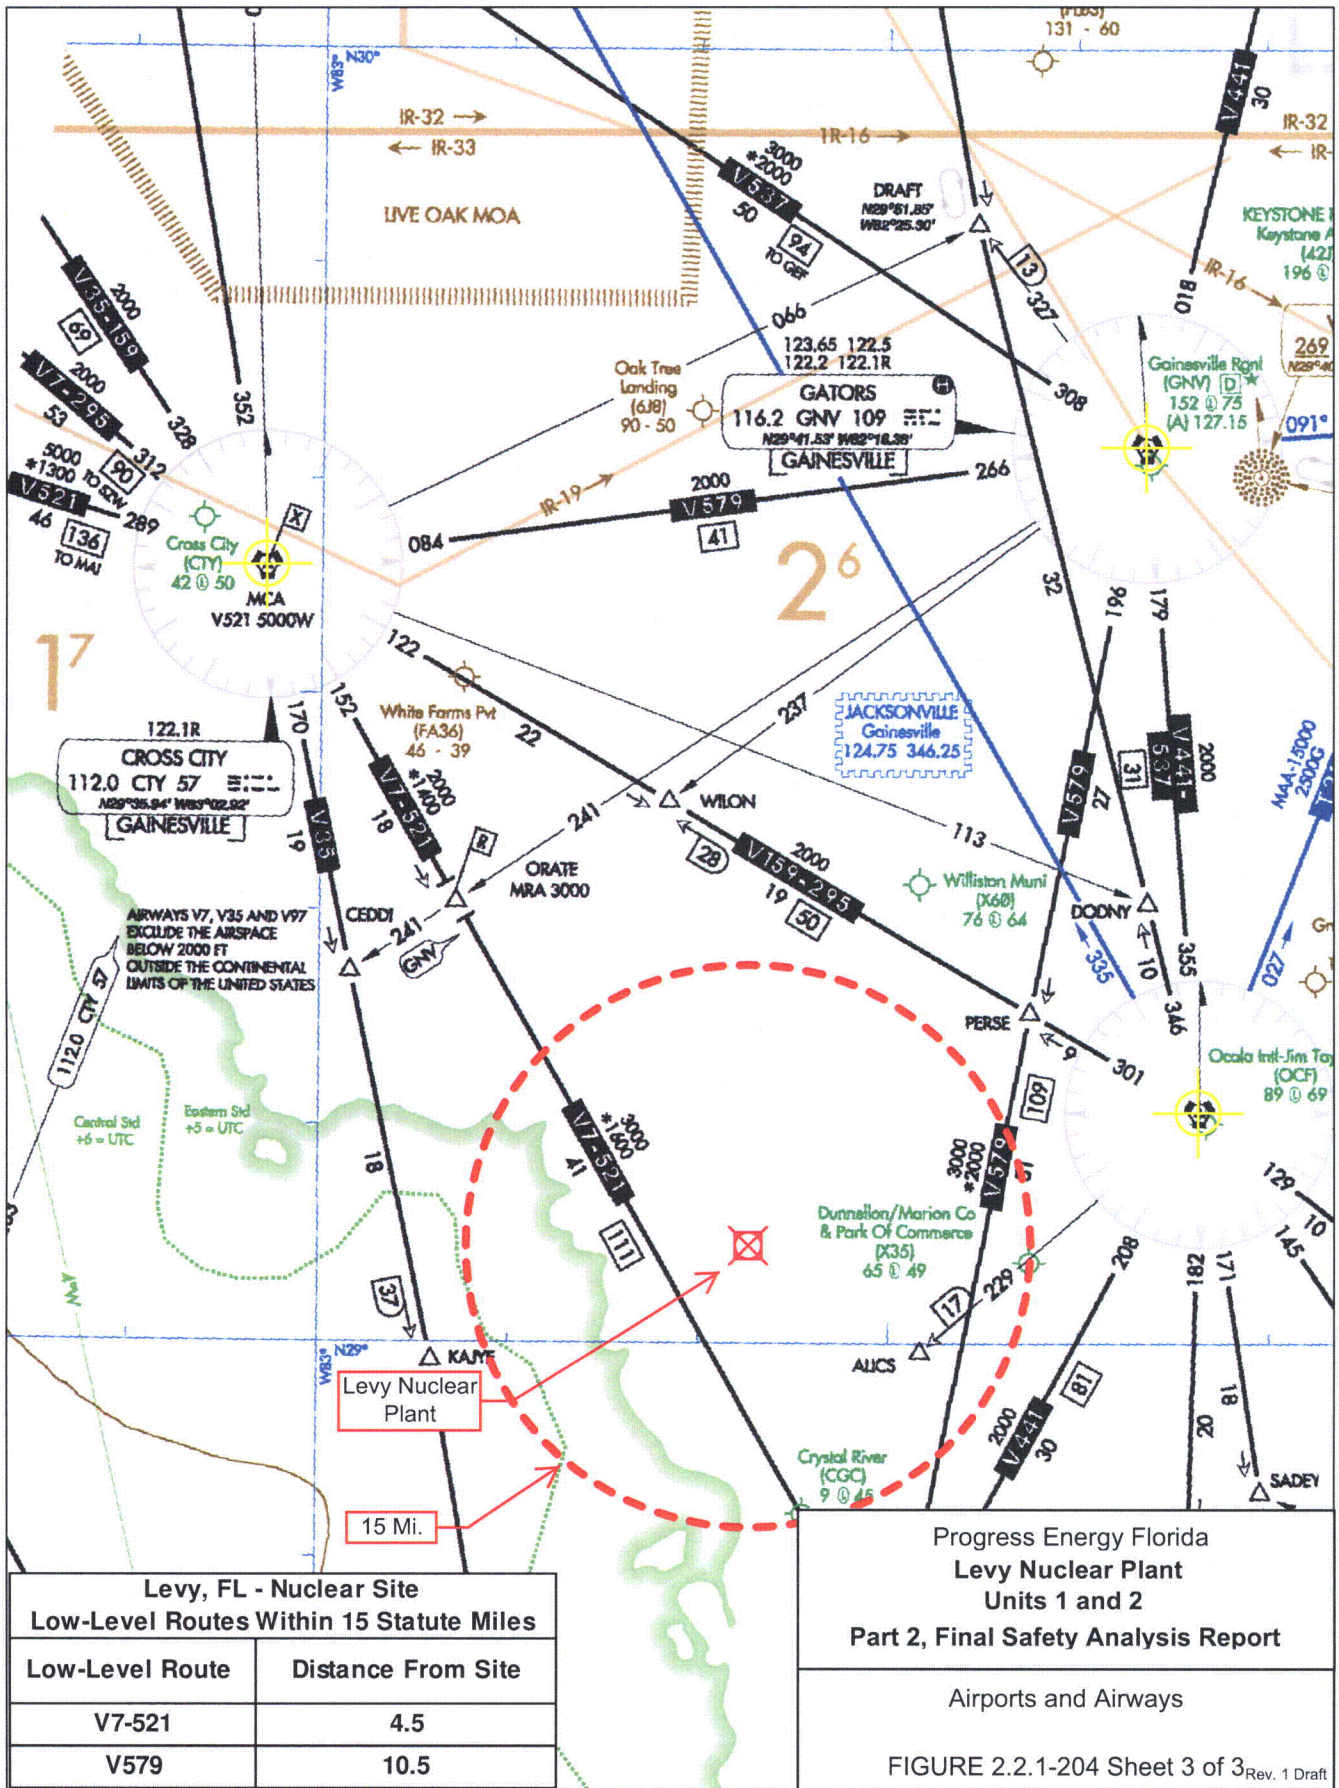 131 - 60
W83° N30°
IR-32
IR-33
IR-16
V441
30
IR-32
IR-
LIVE OAK MOA
3000
*2000
V537
50
94
TO GEF
DRAFT
N29°51.85'
W82°25.30'
13
327
KEYSTONE
Keystone A
(42J
196
IR-16
018
2000
V35-159
69
328
352
2000
V7-295
53
90
312
5000 TO SZW
*1300
V521
46
136
TO MAI
289
066
123.65 122.5
122.2 122.1R
GATORS
116.2 GNV 109
N29°41.53' W82°16.38'
GAINESVILLE
H
308
Gainesville Rgnl
(GNV) D
152 L 75
(A) 127.15
269
091°
Oak Tree
Landing
(6J8)
90 - 50
IR-19
084
2000
V579
41
266
Cross City
(CTY)
42 L 50
X
MCA
V521 5000W
2⁶
1⁷
32
196
179
122
22
White Farms Pvt
(FA36)
46 - 39
152
170
237
JACKSONVILLE
Gainesville
124.75 346.25
V579
27
31
V441-
537
2000
MAA-15000
2500G
122.1R
CROSS CITY
112.0 CTY 57
N29°35.94' W83°02.92'
GAINESVILLE
2000
*1400
V7-521
18
V35
19
WILON
241
28
2000
V159-295
19 50
113
R
ORATE
MRA 3000
Williston Muni
(X60)
76 L 64
DODNY
10
346
355
335
027
AIRWAYS V7, V35 AND V97
EXCLUDE THE AIRSPACE
BELOW 2000 FT
OUTSIDE THE CONTINENTAL
LIMITS OF THE UNITED STATES
CEDDI
241
GNV
112.0 CTY 57
PERSE
9
301
Ocala Intl-Jim Tay
(OCF)
89 L 69
109
Central Std
+6 = UTC
Eastern Std
+5 = UTC
18
3000
*1600
V7-521
41
111
3000
*2000
V579
Dunnellon/Marion Co
& Park Of Commerce
(X35)
65 L 49
129
10
145
208
182
171
229
17
37
W83° N29°
KAJYE
ALICS
Levy Nuclear
Plant
81
2000
V441
30
20
18
SADEY
Crystal River
(CGC)
9 L 45
15 Mi.
Levy, FL - Nuclear Site
Low-Level Routes Within 15 Statute Miles
Low-Level Route Distance From Site
V7-521 4.5
V579 10.5
Progress Energy Florida
Levy Nuclear Plant
Units 1 and 2
Part 2, Final Safety Analysis Report
Airports and Airways
FIGURE 2.2.1-204 Sheet 3 of 3 Rev. 1 Draft